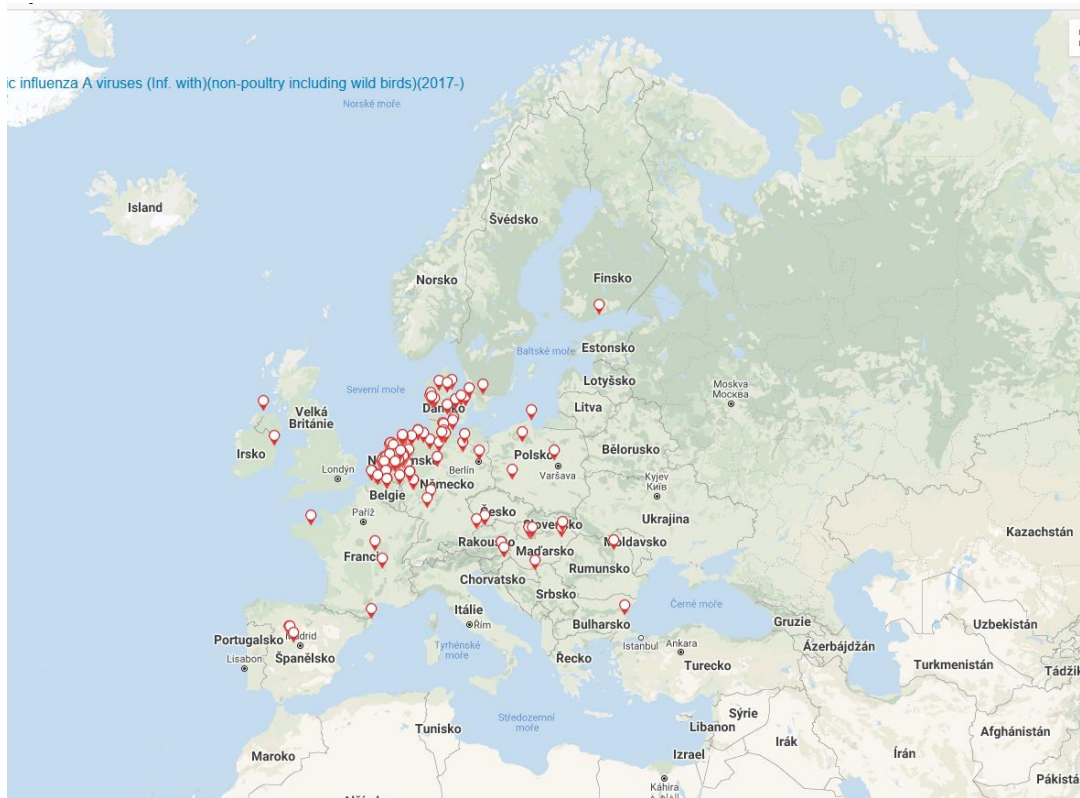 ic influenza A viruses (Inf. with)(non-poultry including wild birds)(2017-)
Norské moře
Island
Švédsko
Norsko
Finsko
Baltské moře
Estonsko
Severní moře
Lotyšsko
Moskva
Москва
Dánsko
Litva
Velká
Británie
Irsko
Bělorusko
Polsko
Berlín
Varšava
Londýn
Německo
Belgie
Kyjev
Київ
Paříž
Česko
Ukrajina
Slovensko
Kazachstán
Rakousko
Moldavsko
Maďarsko
Franci
Rumunsko
Chorvatsko
Srbsko
Černé moře
Itálie
Řím
Bulharsko
Gruzie
Uzbekistán
Portugalsko
Madrid
Istanbul
Ankara
Ázerbájdžán
Tyrhénské
moře
Lisabon
Španělsko
Řecko
Turecko
Turkmenistán
Tádžik
Středozemní
moře
Sýrie
Tunisko
Libanon
Afghánistán
Irák
Írán
Maroko
Izrael
Pákistá
Káhira